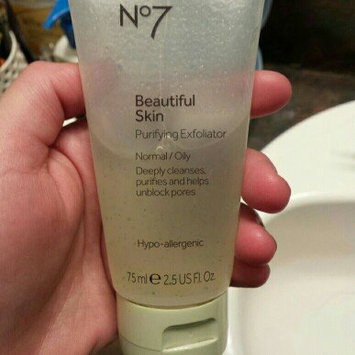 No7
Beautiful
Skin
Purifying Exfoliator
Normal / Oily
Deeply cleanses,
purifies and helps
unblock pores
Hypo-allergenic
75 ml ℮ 2.5 US Fl. Oz.